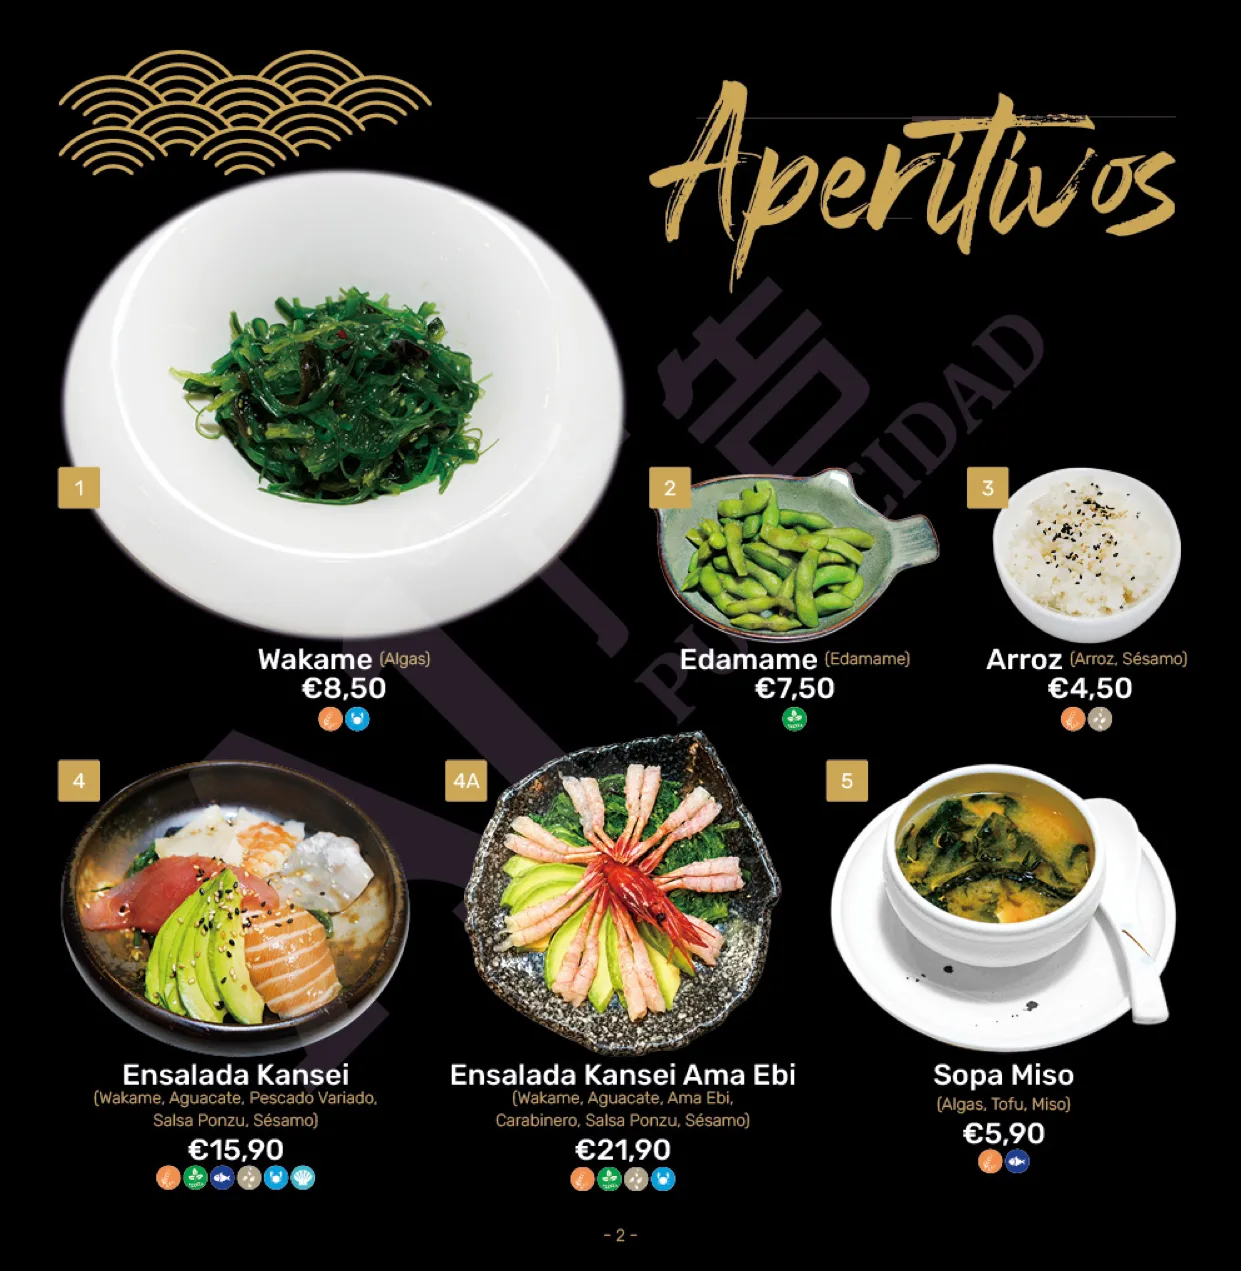 Aperitivos
1
2
3
Wakame (Algas)
€8,50
Edamame (Edamame)
€7,50
Arroz (Arroz, Sésamo)
€4,50
4
4A
5
Ensalada Kansei
(Wakame, Aguacate, Pescado Variado,
Salsa Ponzu, Sésamo)
€15,90
Ensalada Kansei Ama Ebi
(Wakame, Aguacate, Ama Ebi,
Carabinero, Salsa Ponzu, Sésamo)
€21,90
Sopa Miso
(Algas, Tofu, Miso)
€5,90
- 2 -